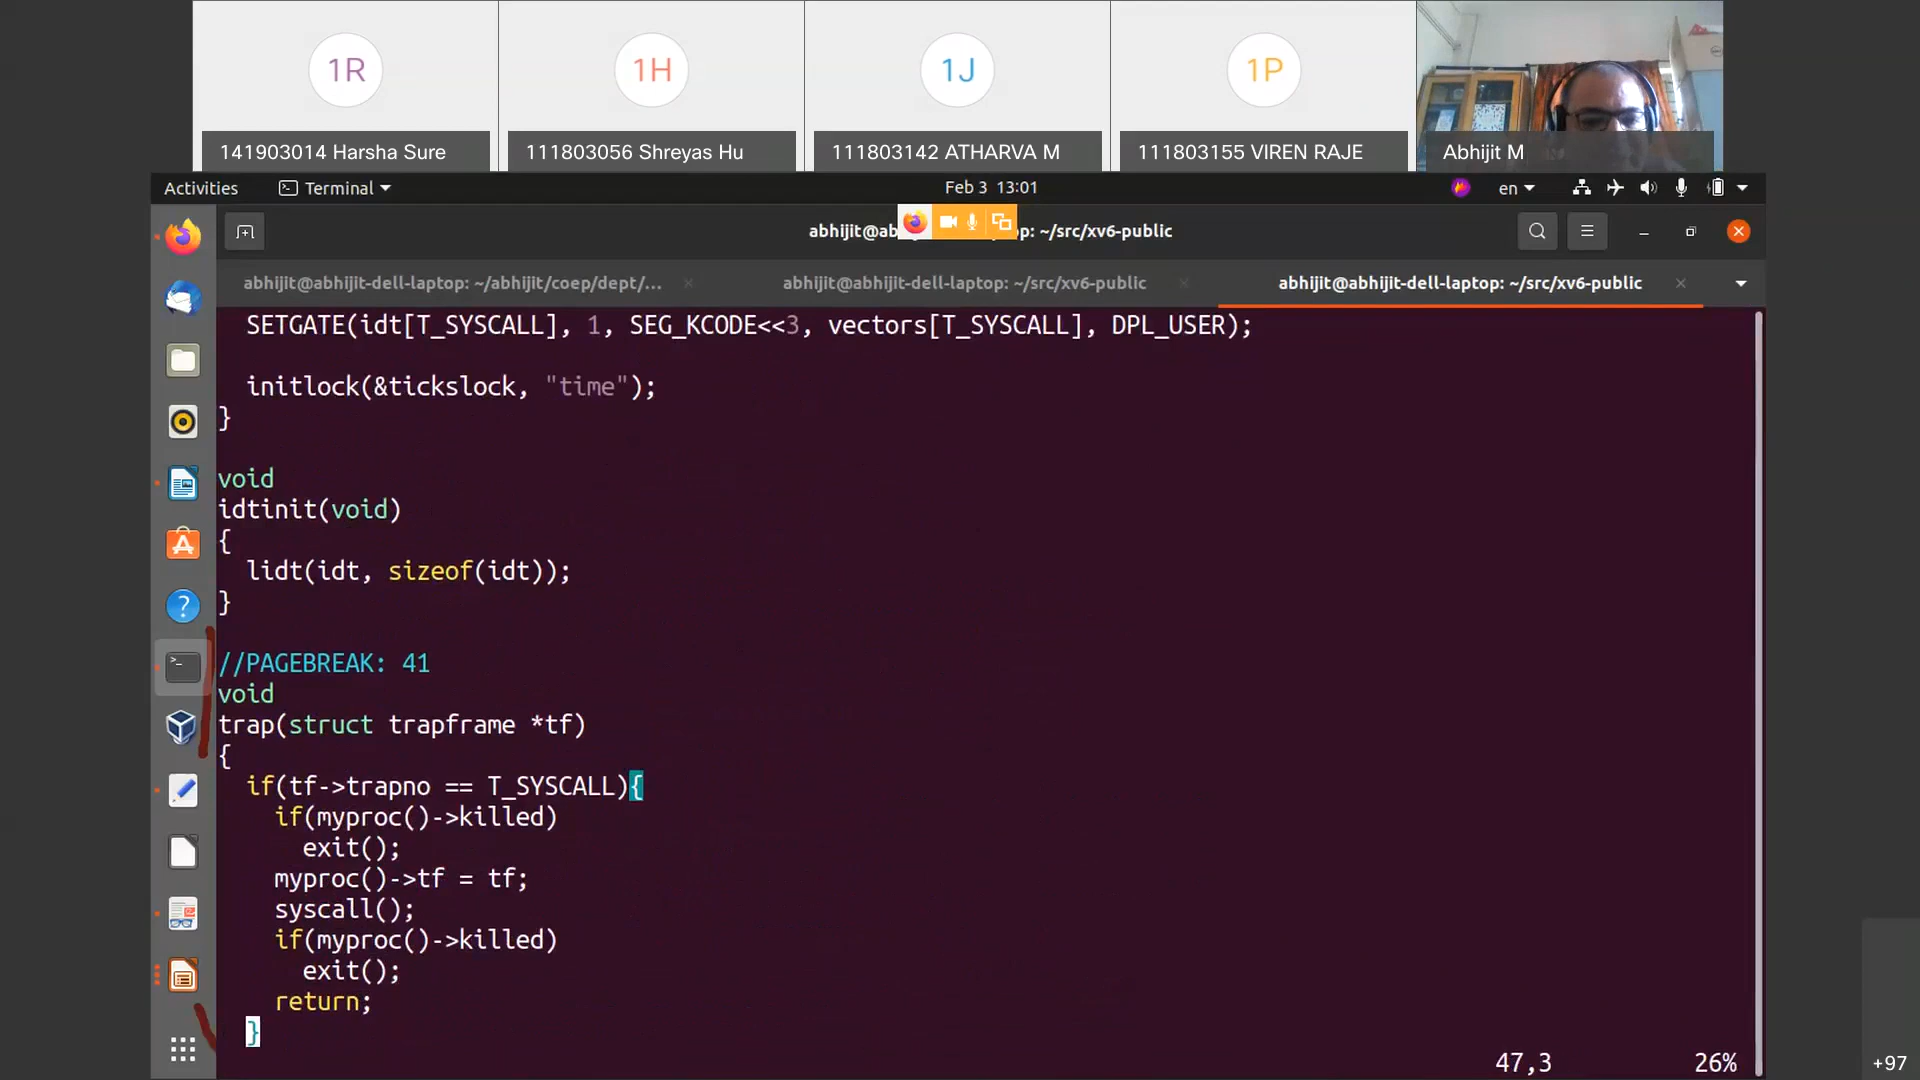 1R
1H
1J
1P
141903014 Harsha Sure
111803056 Shreyas Hu
111803142 ATHARVA M
111803155 VIREN RAJE
Abhijit M
Activities
Terminal
Feb 3 13:01
en
abhijit@ab
op: ~/src/xv6-public
abhijit@abhijit-dell-laptop: ~/abhijit/coep/dept/...
abhijit@abhijit-dell-laptop: ~/src/xv6-public
abhijit@abhijit-dell-laptop: ~/src/xv6-public
SETGATE(idt[T_SYSCALL], 1, SEG_KCODE<<3, vectors[T_SYSCALL], DPL_USER);
initlock(&tickslock, "time");
}
void
idtinit(void)
{
lidt(idt, sizeof(idt));
}
//PAGEBREAK: 41
void
trap(struct trapframe *tf)
{
if(tf->trapno == T_SYSCALL){
if(myproc()->killed)
exit();
myproc()->tf = tf;
syscall();
if(myproc()->killed)
exit();
return;
}
47,3
26%
+97